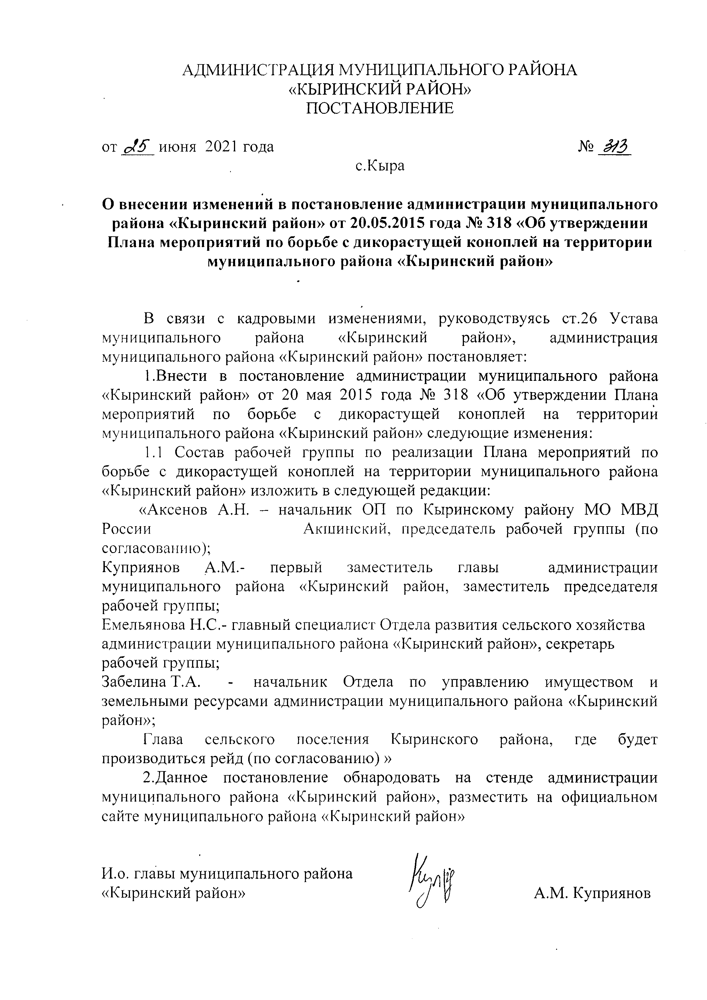 АДМИНИСТРАЦИЯ МУНИЦИПАЛЬНОГО РАЙОНА
«КЫРИНСКИЙ РАЙОН»
ПОСТАНОВЛЕНИЕ
от 25 июня 2021 года № 313
с.Кыра
О внесении изменений в постановление администрации муниципального
района «Кыринский район» от 20.05.2015 года № 318 «Об утверждении
Плана мероприятий по борьбе с дикорастущей коноплей на территории
муниципального района «Кыринский район»
В связи с кадровыми изменениями, руководствуясь ст.26 Устава
муниципального района «Кыринский район», администрация
муниципального района «Кыринский район» постановляет:
1.Внести в постановление администрации муниципального района
«Кыринский район» от 20 мая 2015 года № 318 «Об утверждении Плана
мероприятий по борьбе с дикорастущей коноплей на территории
муниципального района «Кыринский район» следующие изменения:
1.1 Состав рабочей группы по реализации Плана мероприятий по
борьбе с дикорастущей коноплей на территории муниципального района
«Кыринский район» изложить в следующей редакции:
«Аксенов А.Н. – начальник ОП по Кыринскому району МО МВД
России Акшинский, председатель рабочей группы (по
согласованию);
Куприянов А.М.- первый заместитель главы администрации
муниципального района «Кыринский район, заместитель председателя
рабочей группы;
Емельянова Н.С.- главный специалист Отдела развития сельского хозяйства
администрации муниципального района «Кыринский район», секретарь
рабочей группы;
Забелина Т.А. - начальник Отдела по управлению имуществом и
земельными ресурсами администрации муниципального района «Кыринский
район»;
Глава сельского поселения Кыринского района, где будет
производиться рейд (по согласованию) »
2.Данное постановление обнародовать на стенде администрации
муниципального района «Кыринский район», разместить на официальном
сайте муниципального района «Кыринский район»
И.о. главы муниципального района
«Кыринский район» А.М. Куприянов